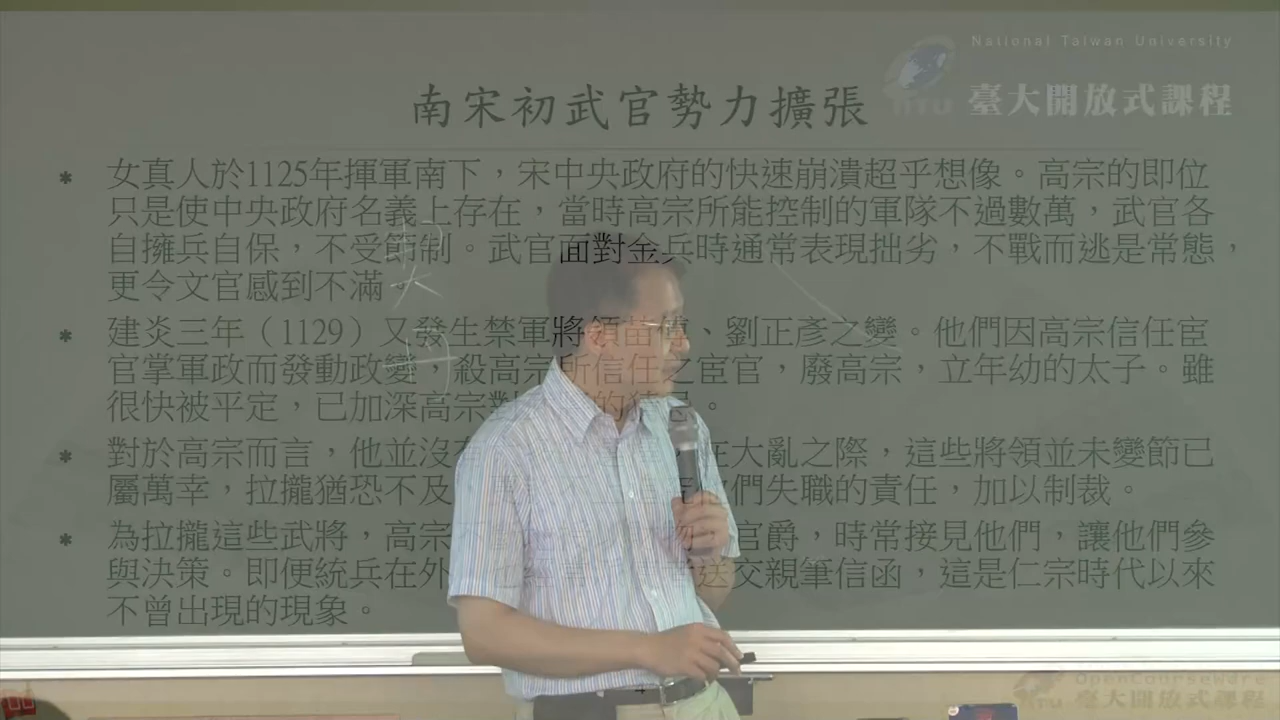 National Taiwan University
臺大開放式課程
南宋初武官勢力擴張
* 女真人於1125年揮軍南下，宋中央政府的快速崩潰超乎想像。高宗的即位
只是使中央政府名義上存在，當時高宗所能控制的軍隊不過數萬，武官各
自擁兵自保，不受節制。武官面對金兵時通常表現拙劣，不戰而逃是常態，
更令文官感到不滿。
* 建炎三年（1129）又發生禁軍將領苗傅、劉正彥之變。他們因高宗信任宦
官掌軍政而發動政變，殺高宗所信任之宦官，廢高宗，立年幼的太子。雖
很快被平定，已加深高宗對 的猜忌。
* 對於高宗而言，他並沒 在大亂之際，這些將領並未變節已
屬萬幸，拉攏猶恐不及 們失職的責任，加以制裁。
* 為拉攏這些武將，高宗 官爵，時常接見他們，讓他們參
與決策。即便統兵在外 送交親筆信函，這是仁宗時代以來
不曾出現的現象。
4
OpenCourseWare
NTU 臺大開放式課程